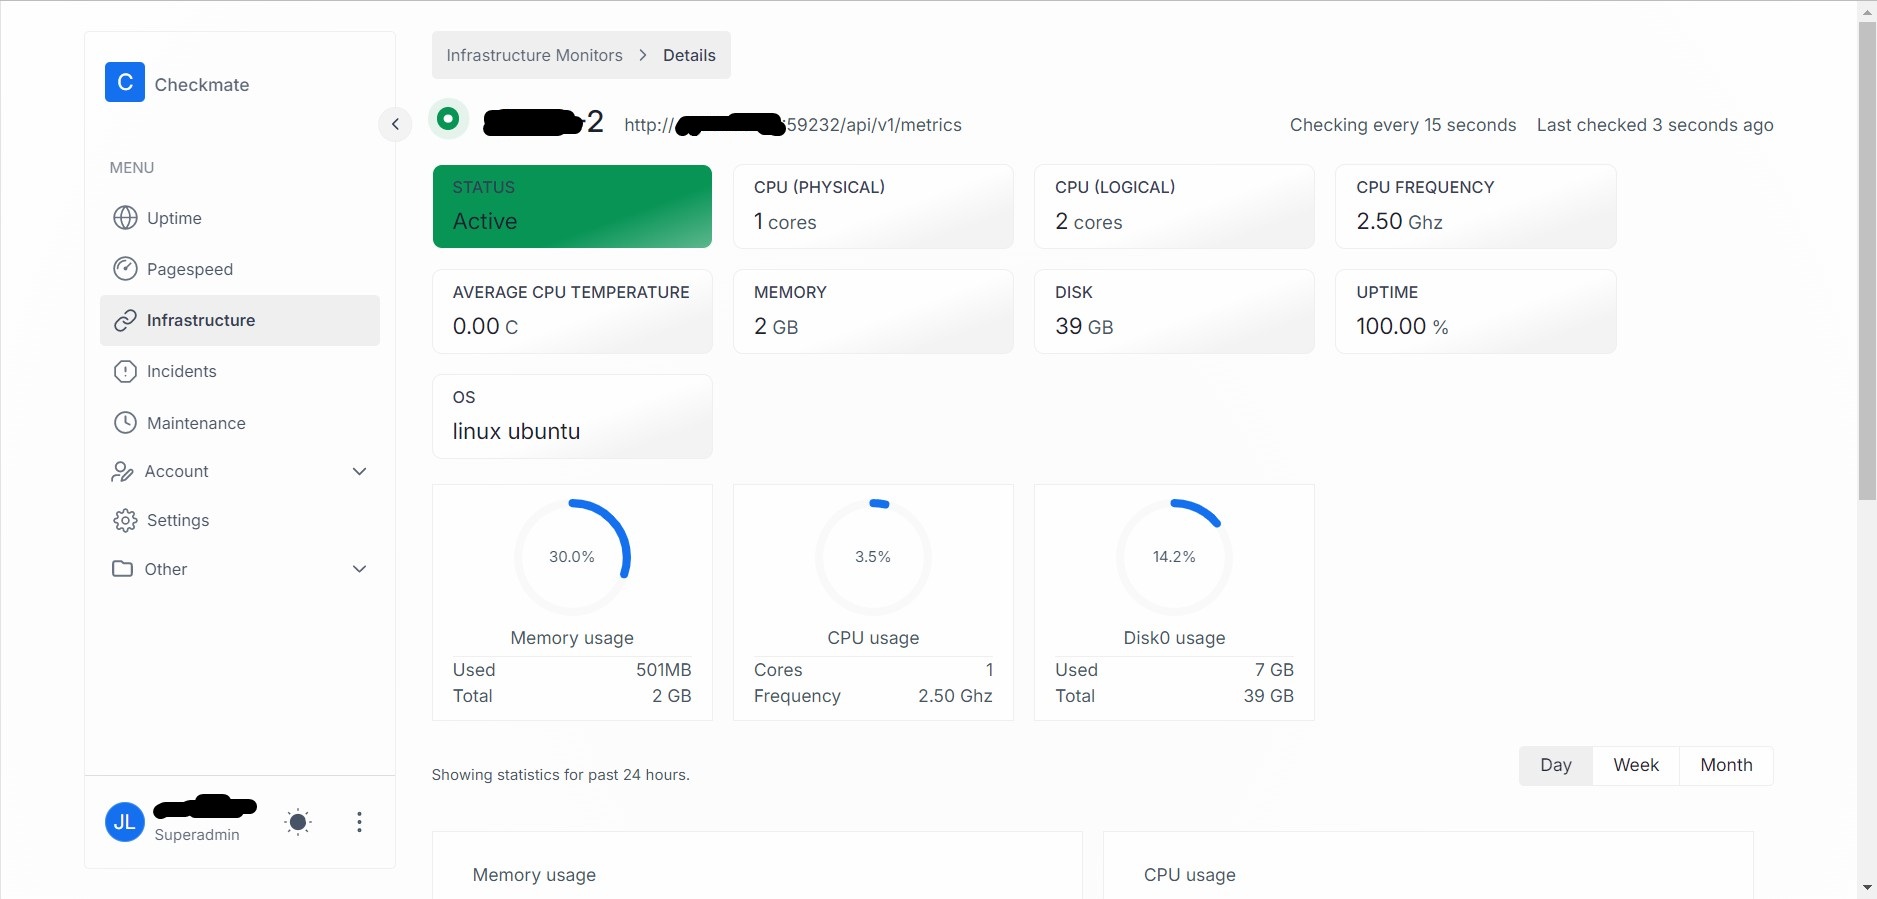 C Checkmate
MENU
Uptime
Pagespeed
Infrastructure
Incidents
Maintenance
Account
Settings
Other
JL
Superadmin
Infrastructure Monitors > Details
-2 http:// :59232/api/v1/metrics
Checking every 15 seconds Last checked 3 seconds ago
STATUS
Active
CPU (PHYSICAL)
1 cores
CPU (LOGICAL)
2 cores
CPU FREQUENCY
2.50 Ghz
AVERAGE CPU TEMPERATURE
0.00 C
MEMORY
2 GB
DISK
39 GB
UPTIME
100.00 %
OS
linux ubuntu
30.0%
Memory usage
Used 501MB
Total 2 GB
3.5%
CPU usage
Cores 1
Frequency 2.50 Ghz
14.2%
Disk0 usage
Used 7 GB
Total 39 GB
Showing statistics for past 24 hours.
Day Week Month
Memory usage
CPU usage